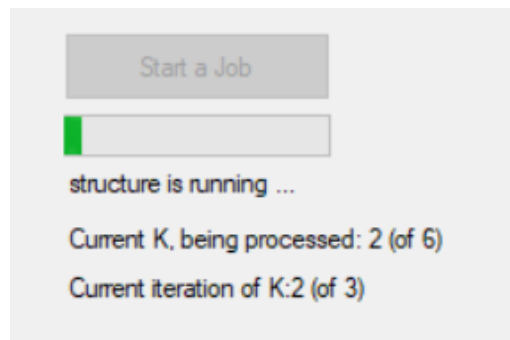 Start a Job
structure is running ...
Current K, being processed: 2 (of 6)
Current iteration of K:2 (of 3)